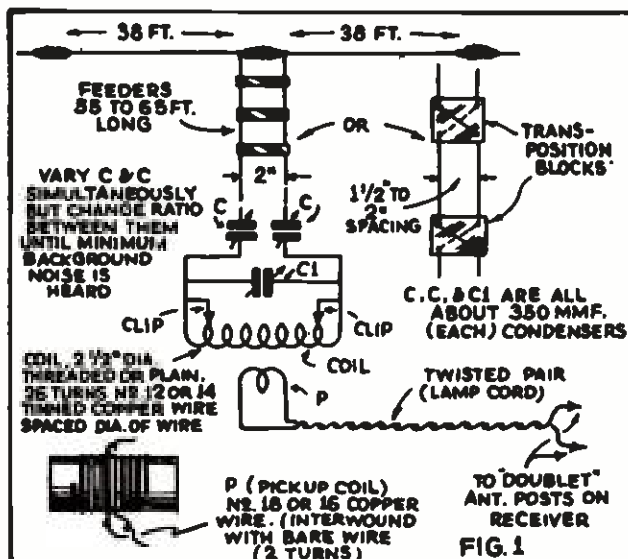 38 FT.
38 FT.
FEEDERS
55 TO 65 FT.
LONG
OR
TRANS-
POSITION
BLOCKS
2"
1 1/2" TO
2"
SPACING
VARY C & C
SIMULTANEOUSLY
BUT CHANGE RATIO
BETWEEN THEM
UNTIL MINIMUM
BACKGROUND
NOISE IS
HEARD
C
C
C1
C.C. & C1 ARE ALL
ABOUT 350 MMF.
(EACH) CONDENSERS
CLIP
CLIP
COIL
COIL, 2 1/2" DIA.
THREADED OR PLAIN.
26 TURNS NO. 12 OR 14
TINNED COPPER WIRE
SPACED DIA. OF WIRE
P
TWISTED PAIR
(LAMP CORD)
TO "DOUBLET"
ANT. POSTS ON
RECEIVER
P (PICKUP COIL)
NO. 18 OR 16 COPPER
WIRE. (INTERWOUND
WITH BARE WIRE
(2 TURNS)
FIG. 1